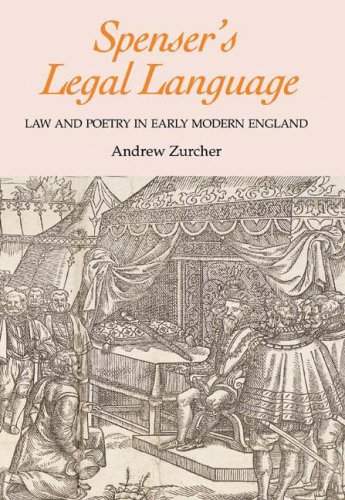 Spenser's
Legal Language
LAW AND POETRY IN EARLY MODERN ENGLAND
Andrew Zurcher